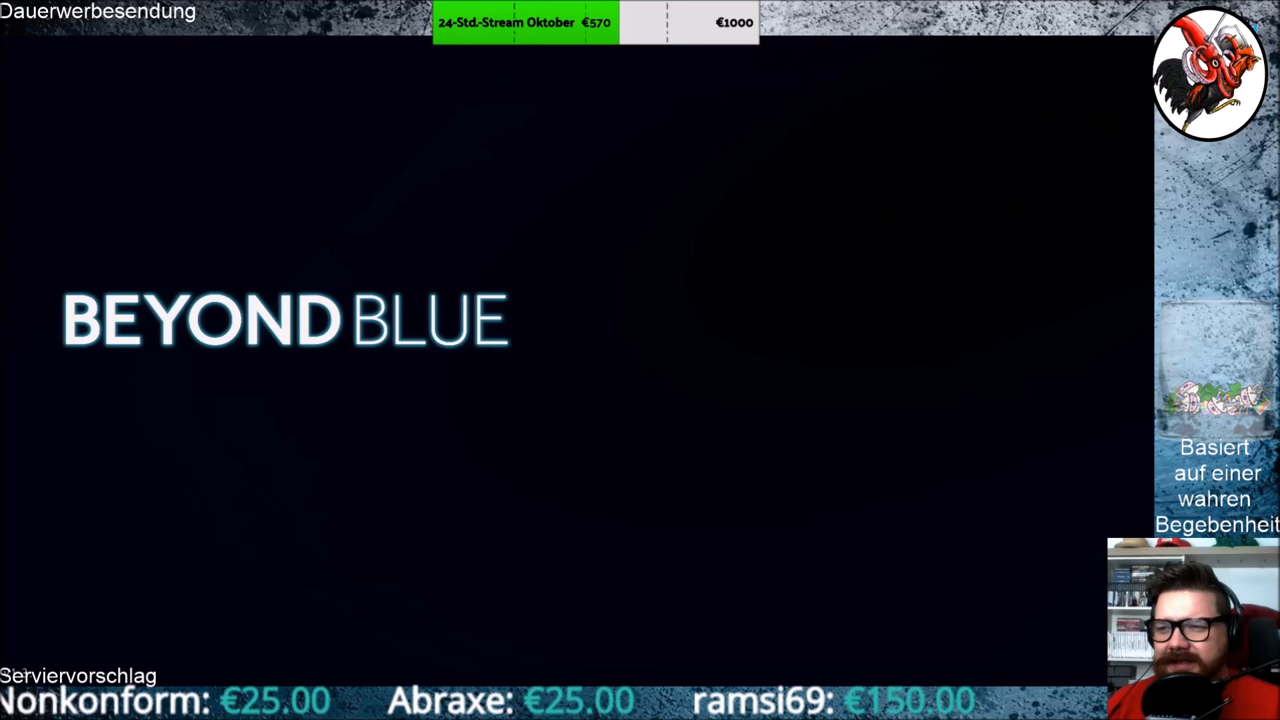 Dauerwerbesendung
24-Std.-Stream Oktober €570 €1000
BEYOND BLUE
Basiert
auf einer
wahren
Begebenheit
Serviervorschlag
Nonkonform: €25.00 Abraxe: €25.00 ramsi69: €150.00